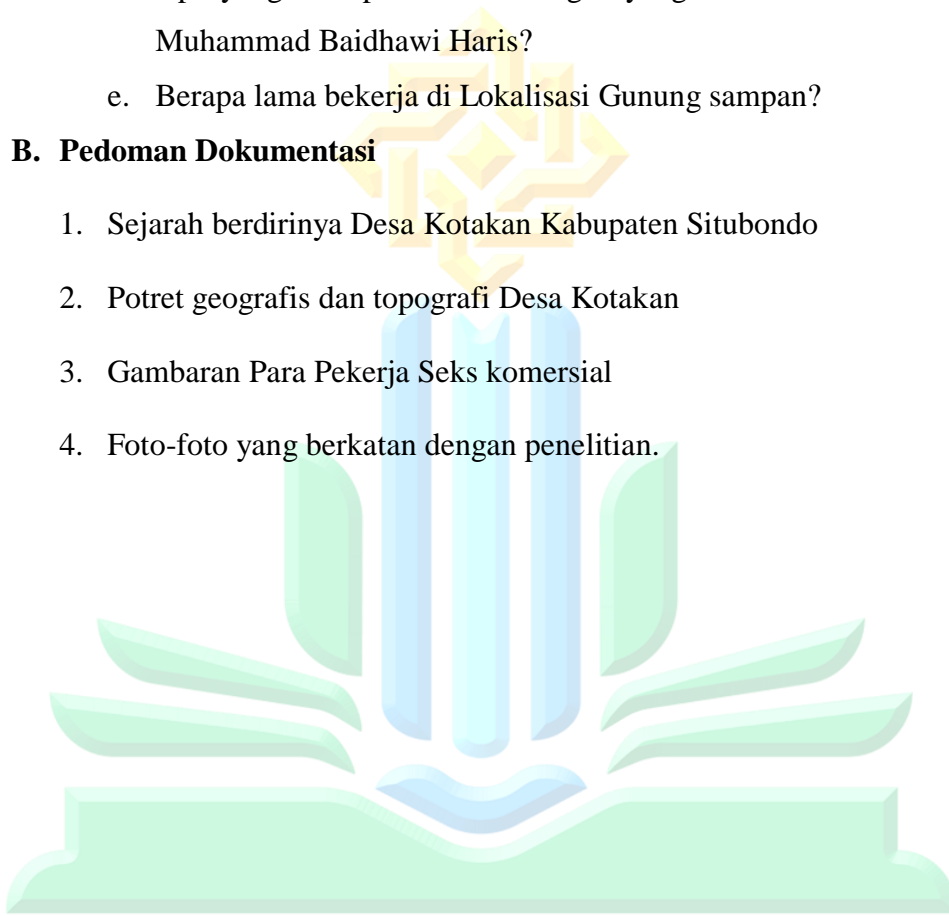 Muhammad Baidhawi Haris?
e. Berapa lama bekerja di Lokalisasi Gunung sampan?
B. Pedoman Dokumentasi
1. Sejarah berdirinya Desa Kotakan Kabupaten Situbondo
2. Potret geografis dan topografi Desa Kotakan
3. Gambaran Para Pekerja Seks komersial
4. Foto-foto yang berkatan dengan penelitian.